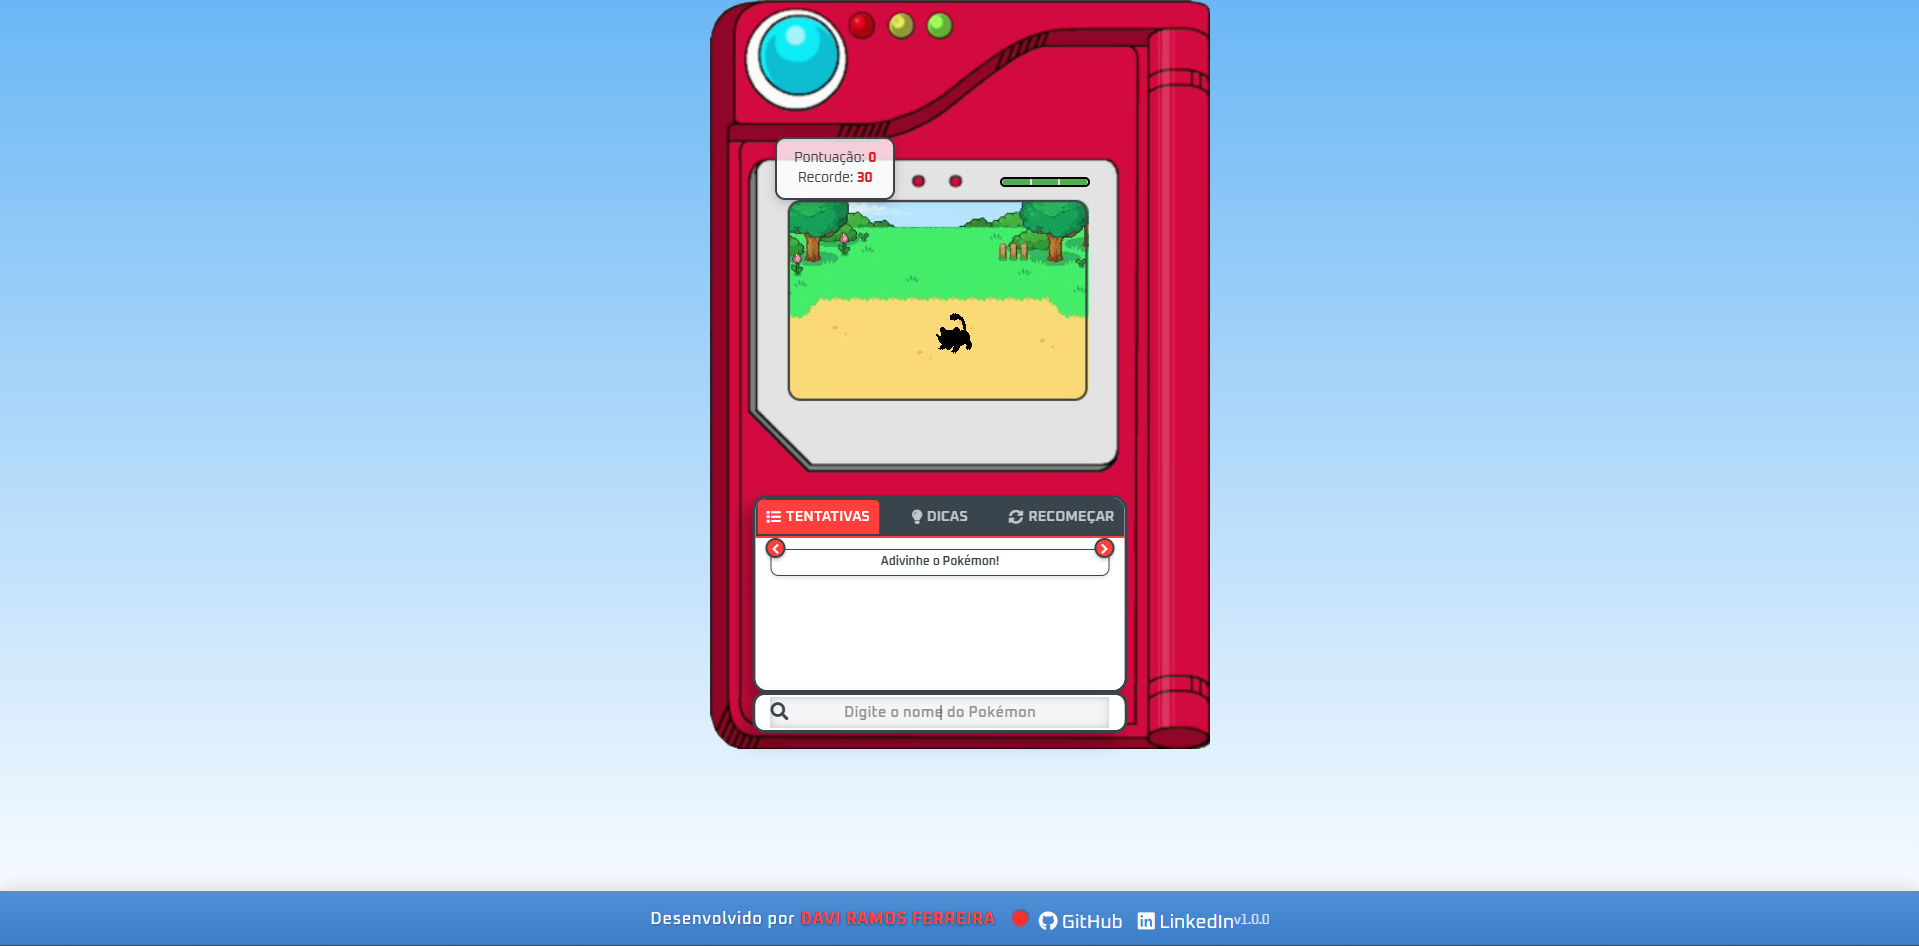 Pontuação: 0
Recorde: 30
TENTATIVAS
DICAS
RECOMEÇAR
Adivinhe o Pokémon!
Digite o nome do Pokémon
Desenvolvido por DAVI RAMOS FERREIRA
GitHub
LinkedIn
v1.0.0